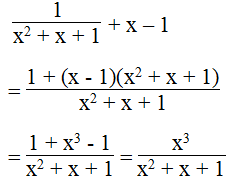 1/(x² + x + 1) + x – 1
= (1 + (x - 1)(x² + x + 1))/(x² + x + 1)
= (1 + x³ - 1)/(x² + x + 1) = x³/(x² + x + 1)